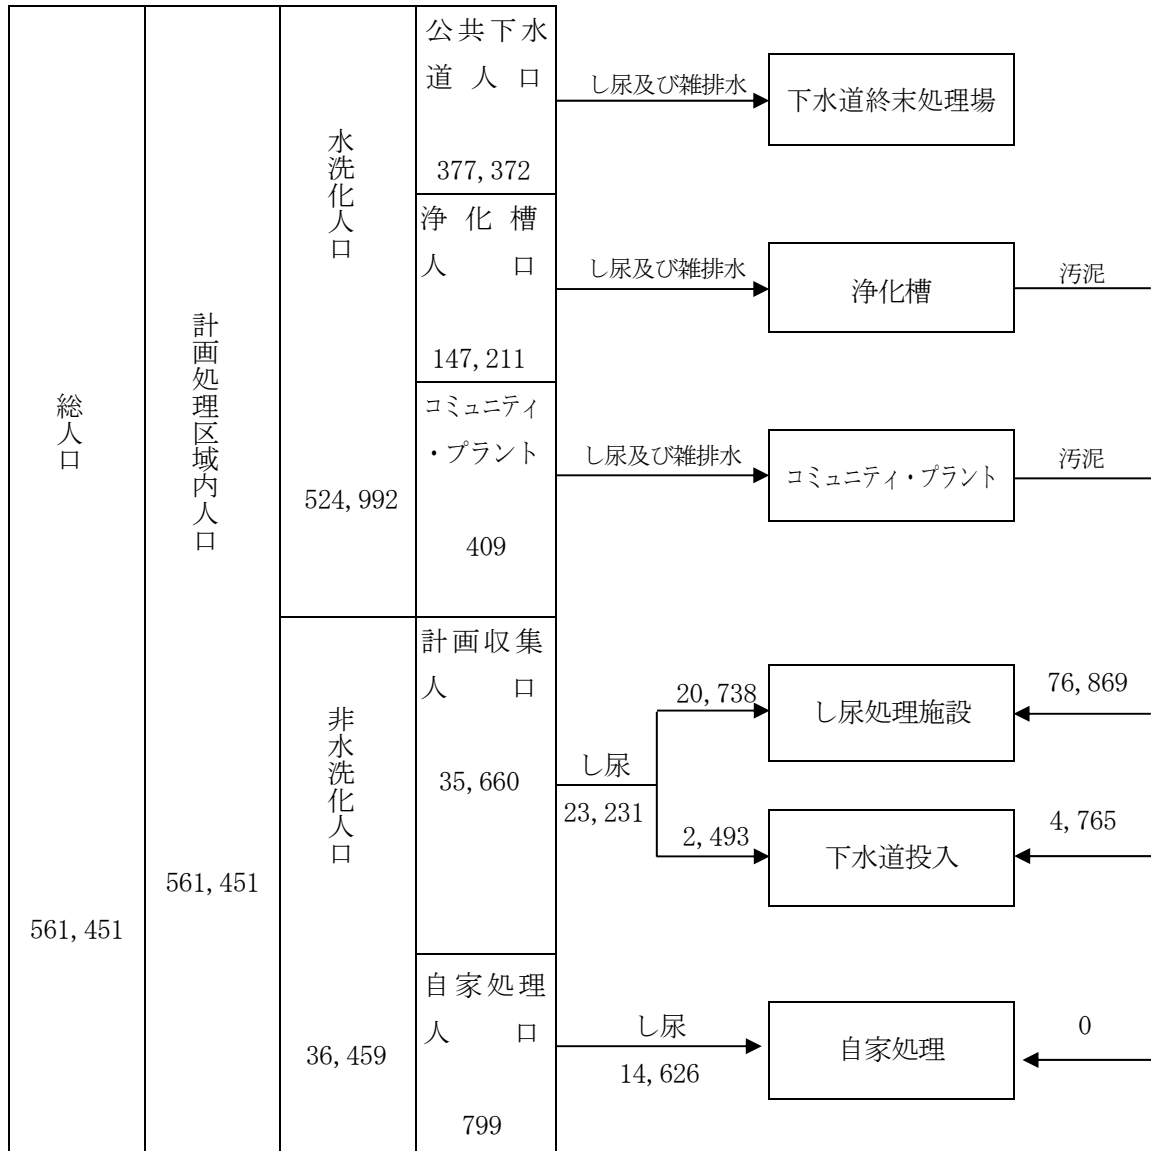 総人口
561,451
計画処理区域内人口
561,451
水洗化人口
524,992
非水洗化人口
36,459
公共下水
道人口
377,372
浄化槽
人口
147,211
コミュニティ
・プラント
409
計画収集
人口
35,660
自家処理
人口
799
し尿及び雑排水
下水道終末処理場
し尿及び雑排水
浄化槽
汚泥
し尿及び雑排水
コミュニティ・プラント
汚泥
し尿
23,231
20,738
し尿処理施設
76,869
2,493
下水道投入
4,765
し尿
14,626
自家処理
0